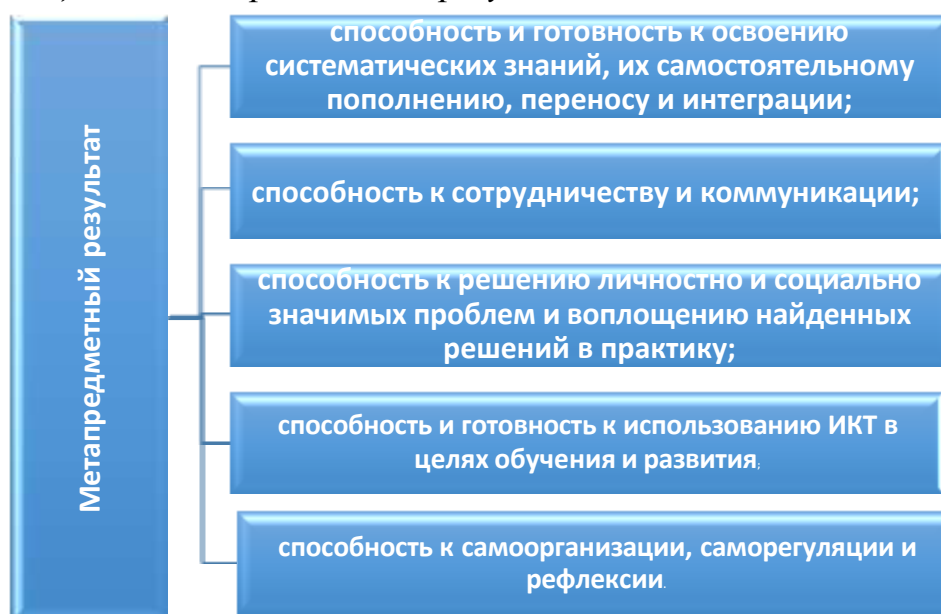 Метапредметный результат
способность и готовность к освоению
систематических знаний, их самостоятельному
пополнению, переносу и интеграции;
способность к сотрудничеству и коммуникации;
способность к решению личностно и социально
значимых проблем и воплощению найденных
решений в практику;
способность и готовность к использованию ИКТ в
целях обучения и развития;
способность к самоорганизации, саморегуляции и
рефлексии.